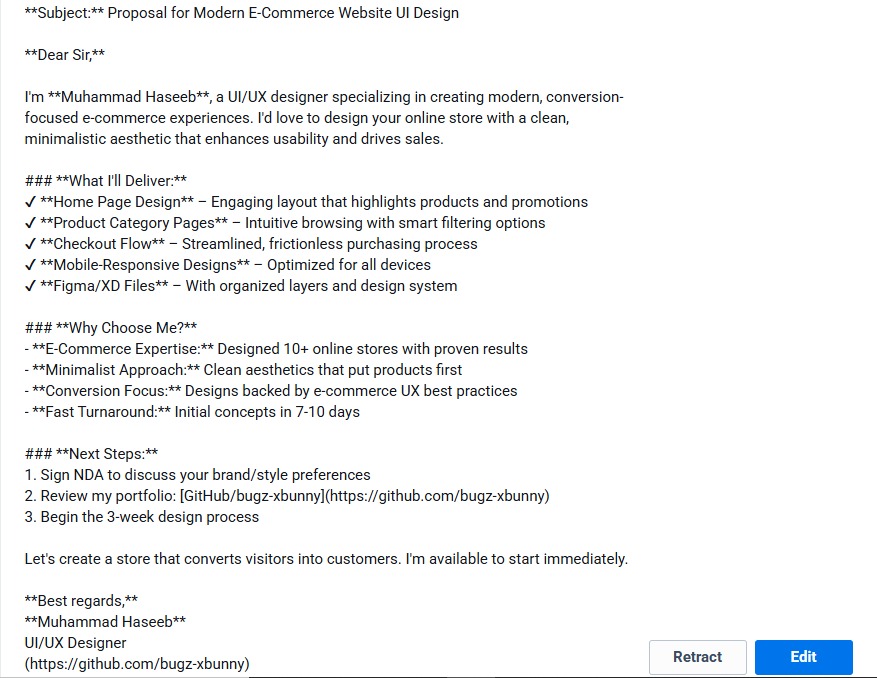 **Subject:** Proposal for Modern E-Commerce Website UI Design
**Dear Sir,**
I'm **Muhammad Haseeb**, a UI/UX designer specializing in creating modern, conversion-
focused e-commerce experiences. I'd love to design your online store with a clean,
minimalistic aesthetic that enhances usability and drives sales.
### **What I'll Deliver:**
✓ **Home Page Design** – Engaging layout that highlights products and promotions
✓ **Product Category Pages** – Intuitive browsing with smart filtering options
✓ **Checkout Flow** – Streamlined, frictionless purchasing process
✓ **Mobile-Responsive Designs** – Optimized for all devices
✓ **Figma/XD Files** – With organized layers and design system
### **Why Choose Me?**
- **E-Commerce Expertise:** Designed 10+ online stores with proven results
- **Minimalist Approach:** Clean aesthetics that put products first
- **Conversion Focus:** Designs backed by e-commerce UX best practices
- **Fast Turnaround:** Initial concepts in 7-10 days
### **Next Steps:**
1. Sign NDA to discuss your brand/style preferences
2. Review my portfolio: [GitHub/bugz-xbunny](https://github.com/bugz-xbunny)
3. Begin the 3-week design process
Let's create a store that converts visitors into customers. I'm available to start immediately.
**Best regards,**
**Muhammad Haseeb**
UI/UX Designer
(https://github.com/bugz-xbunny)
Retract
Edit